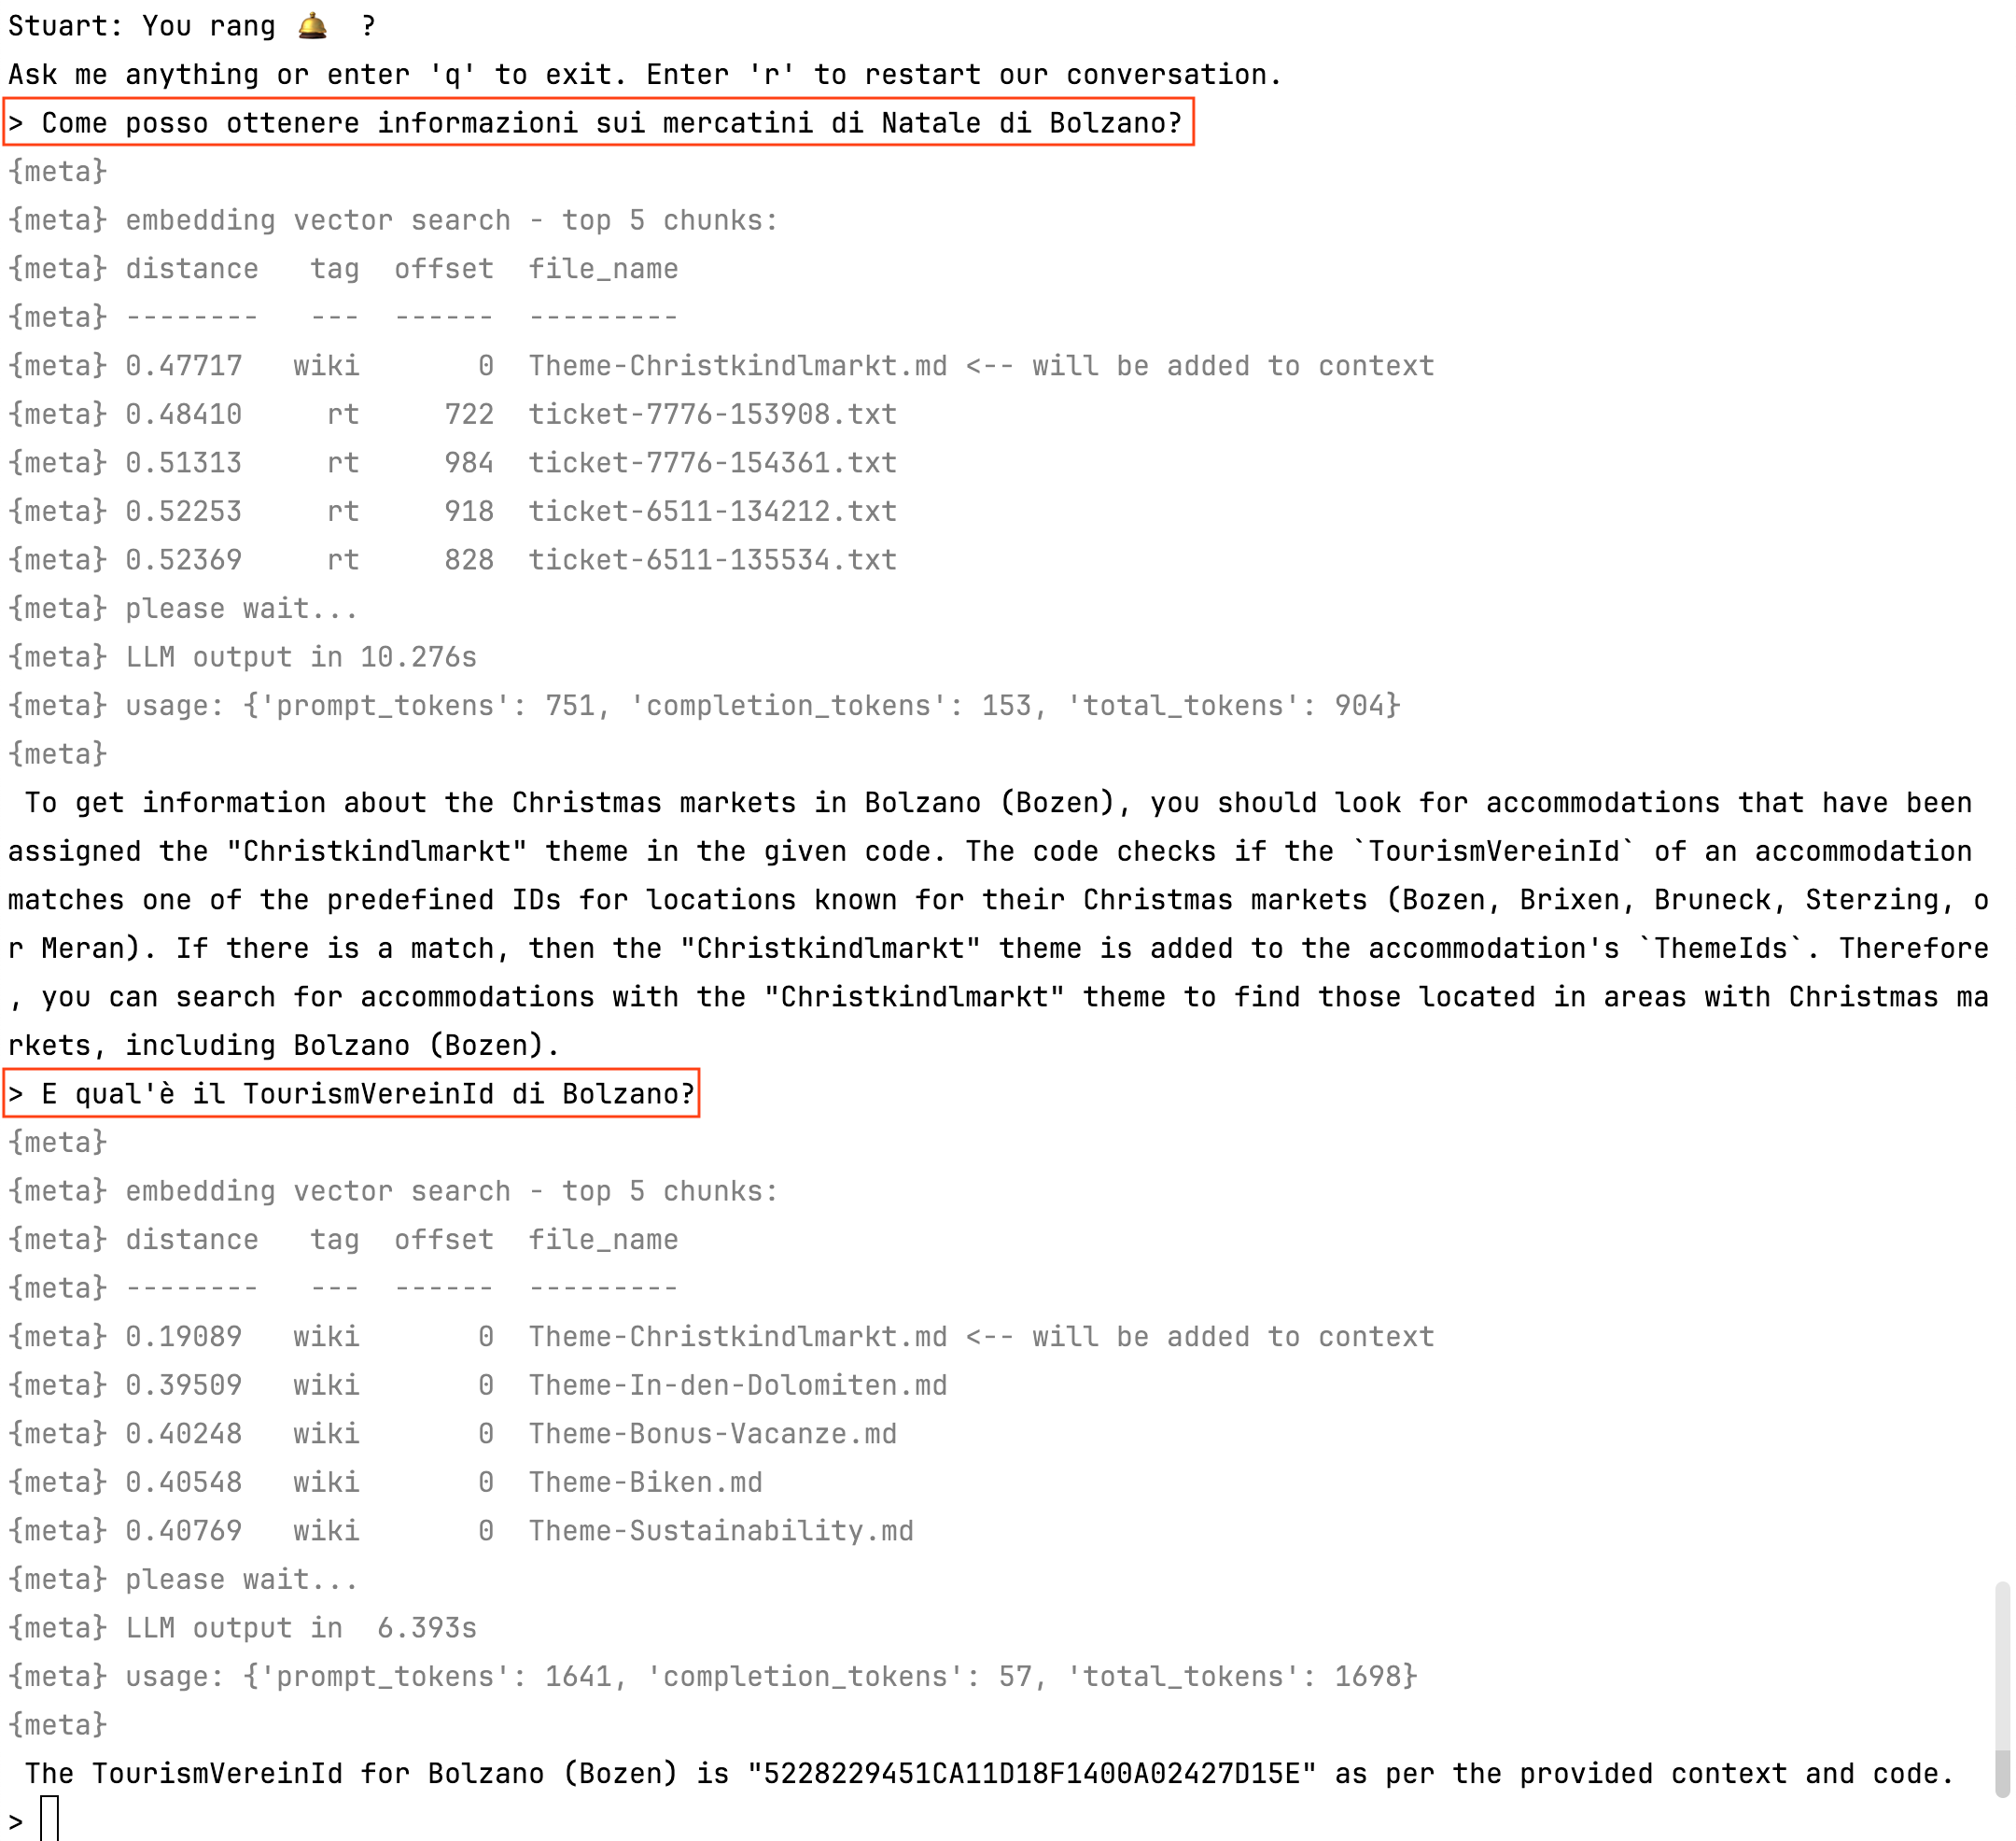 Stuart: You rang 🛎️ ?
Ask me anything or enter 'q' to exit. Enter 'r' to restart our conversation.
> Come posso ottenere informazioni sui mercatini di Natale di Bolzano?
{meta}
{meta} embedding vector search - top 5 chunks:
{meta} distance   tag  offset  file_name
{meta} --------   ---  ------  ---------
{meta} 0.47717   wiki       0  Theme-Christkindlmarkt.md <-- will be added to context
{meta} 0.48410     rt     722  ticket-7776-153908.txt
{meta} 0.51313     rt     984  ticket-7776-154361.txt
{meta} 0.52253     rt     918  ticket-6511-134212.txt
{meta} 0.52369     rt     828  ticket-6511-135534.txt
{meta} please wait...
{meta} LLM output in 10.276s
{meta} usage: {'prompt_tokens': 751, 'completion_tokens': 153, 'total_tokens': 904}
{meta}
 To get information about the Christmas markets in Bolzano (Bozen), you should look for accommodations that have been
assigned the "Christkindlmarkt" theme in the given code. The code checks if the `TourismVereinId` of an accommodation
matches one of the predefined IDs for locations known for their Christmas markets (Bozen, Brixen, Bruneck, Sterzing, o
r Meran). If there is a match, then the "Christkindlmarkt" theme is added to the accommodation's `ThemeIds`. Therefore
, you can search for accommodations with the "Christkindlmarkt" theme to find those located in areas with Christmas ma
rkets, including Bolzano (Bozen).
> E qual'è il TourismVereinId di Bolzano?
{meta}
{meta} embedding vector search - top 5 chunks:
{meta} distance   tag  offset  file_name
{meta} --------   ---  ------  ---------
{meta} 0.19089   wiki       0  Theme-Christkindlmarkt.md <-- will be added to context
{meta} 0.39509   wiki       0  Theme-In-den-Dolomiten.md
{meta} 0.40248   wiki       0  Theme-Bonus-Vacanze.md
{meta} 0.40548   wiki       0  Theme-Biken.md
{meta} 0.40769   wiki       0  Theme-Sustainability.md
{meta} please wait...
{meta} LLM output in  6.393s
{meta} usage: {'prompt_tokens': 1641, 'completion_tokens': 57, 'total_tokens': 1698}
{meta}
 The TourismVereinId for Bolzano (Bozen) is "5228229451CA11D18F1400A02427D15E" as per the provided context and code.
>